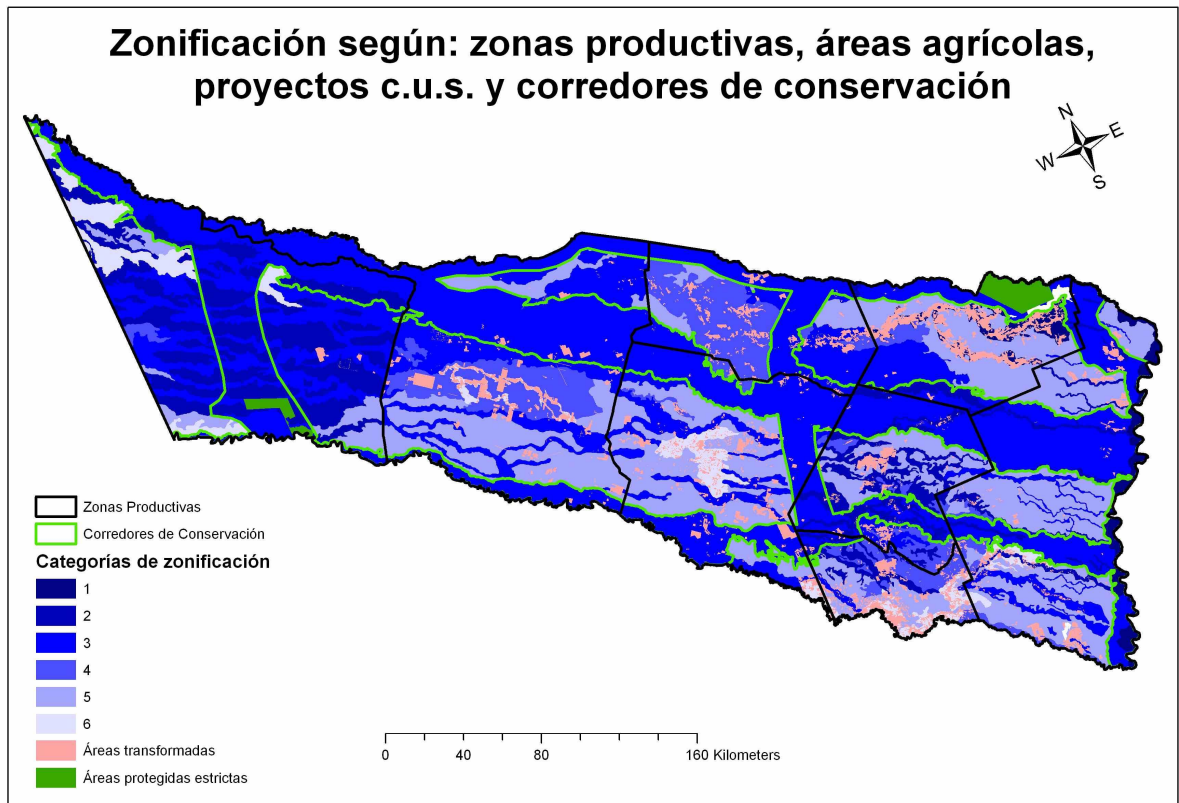 Zonificación según: zonas productivas, áreas agrícolas,
proyectos c.u.s. y corredores de conservación
N
E
W
S
Zonas Productivas
Corredores de Conservación
Categorías de zonificación
1
2
3
4
5
6
Áreas transformadas
Áreas protegidas estrictas
0 40 80 160 Kilometers